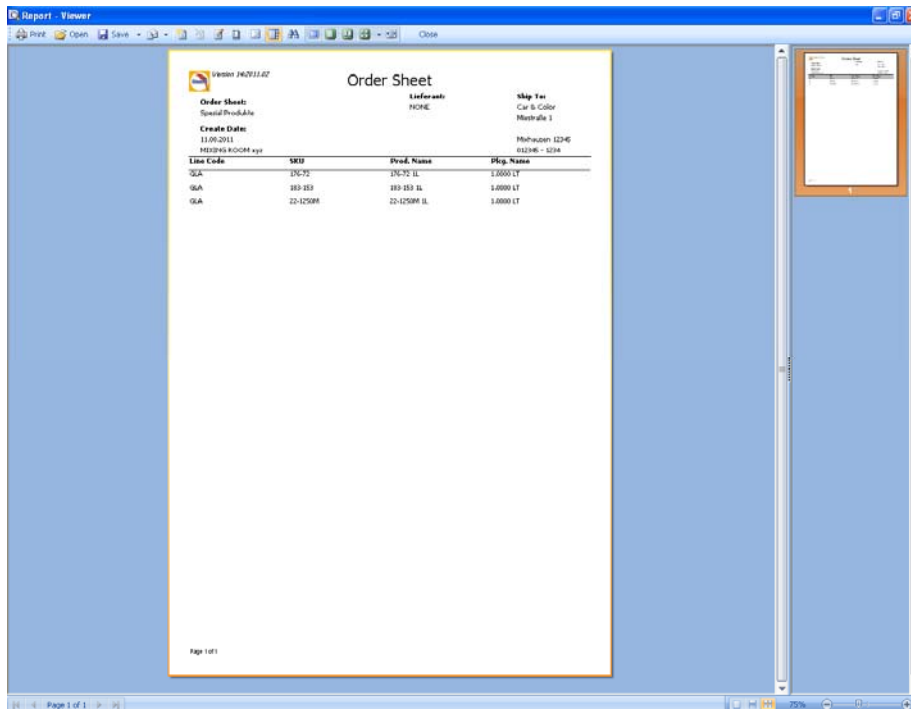 Report - Viewer
Print Open Save Close
Version 34/2011.02
Order Sheet
Order Sheet:
Spezial Produkte
Lieferant:
NONE
Ship To:
Car & Color
Create Date:
11.09.2011
MIXING ROOM xyz
Mixhausen 12345
012345 - 1234
Line Code SKU Prod. Name Pkg. Name
GLA 176-72 176-72 1L 1.0000 LT
GLA 183-153 183-153 1L 1.0000 LT
GLA 22-1250M 22-1250M 1L 1.0000 LT
Page 1 of 1
1
Page 1 of 1
75%